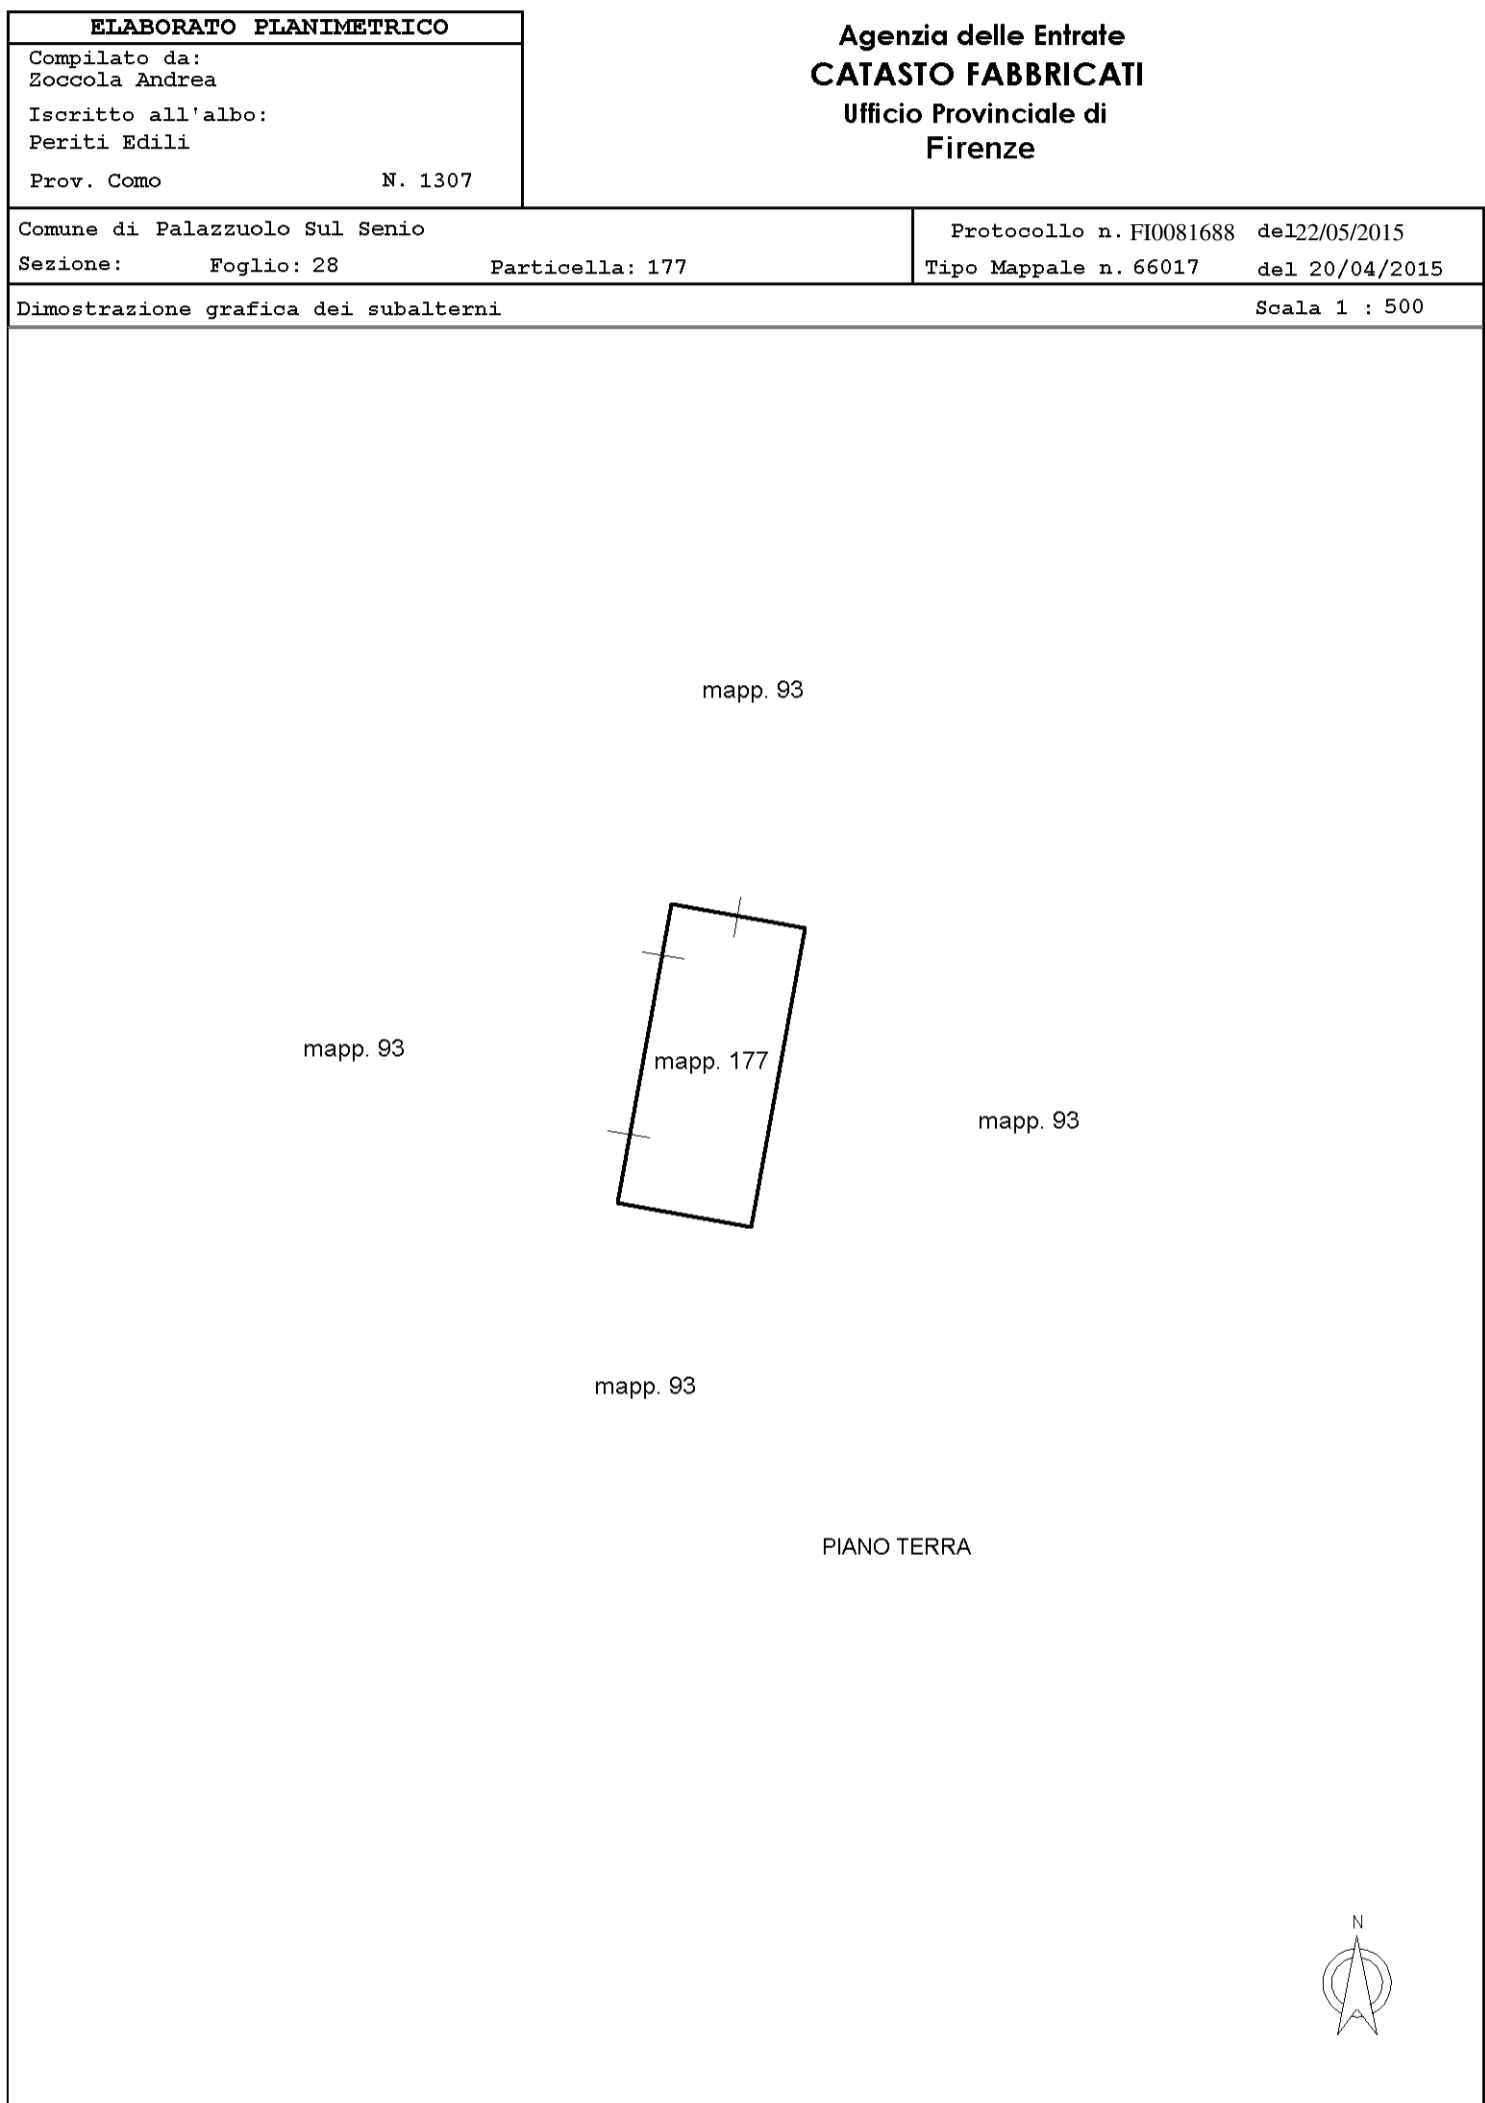 ELABORATO PLANIMETRICO
Compilato da:
Zoccola Andrea
Iscritto all'albo:
Periti Edili
Prov. Como N. 1307
Agenzia delle Entrate
CATASTO FABBRICATI
Ufficio Provinciale di
Firenze
Comune di Palazzuolo Sul Senio
Sezione: Foglio: 28 Particella: 177
Protocollo n. FI0081688 del 22/05/2015
Tipo Mappale n. 66017 del 20/04/2015
Dimostrazione grafica dei subalterni Scala 1 : 500
mapp. 93
mapp. 93
mapp. 177
mapp. 93
mapp. 93
PIANO TERRA
N